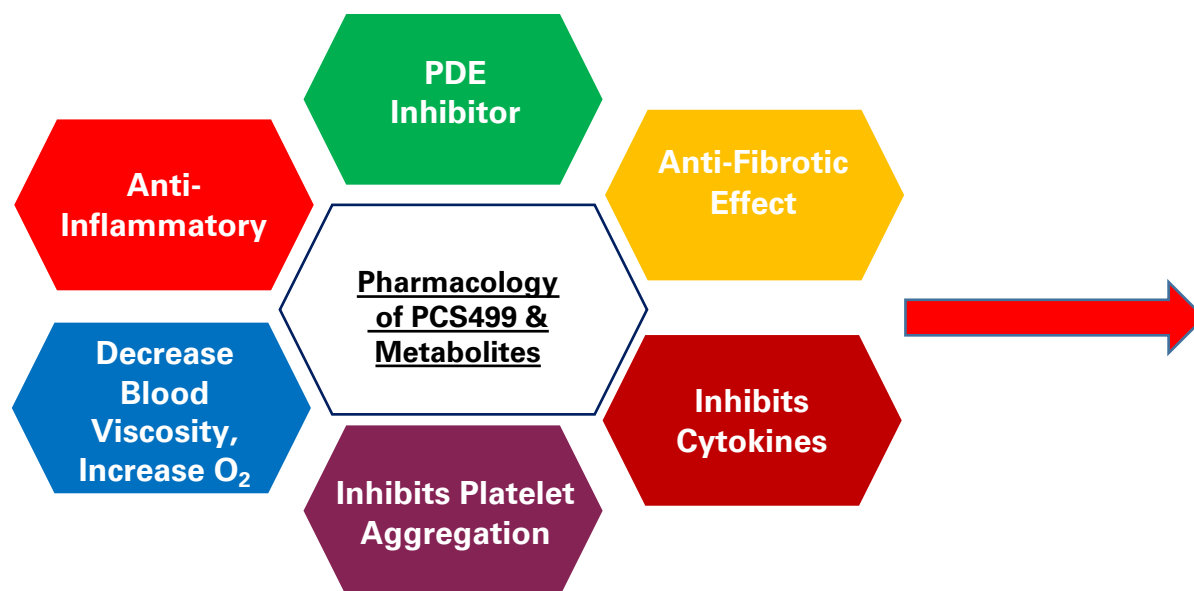 PDE
Inhibitor
Anti-
Inflammatory
Anti-Fibrotic
Effect
Pharmacology
of PCS499 &
Metabolites
Decrease
Blood
Viscosity,
Increase O₂
Inhibits
Cytokines
Inhibits Platelet
Aggregation